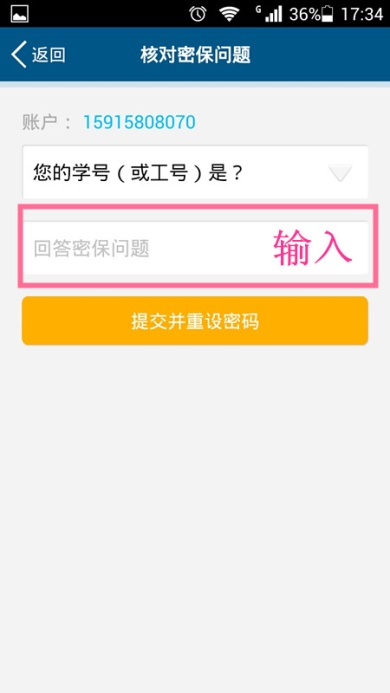 G 36% 17:34
返回 核对密保问题
账户： 15915808070
您的学号（或工号）是？
回答密保问题 输入
提交并重设密码